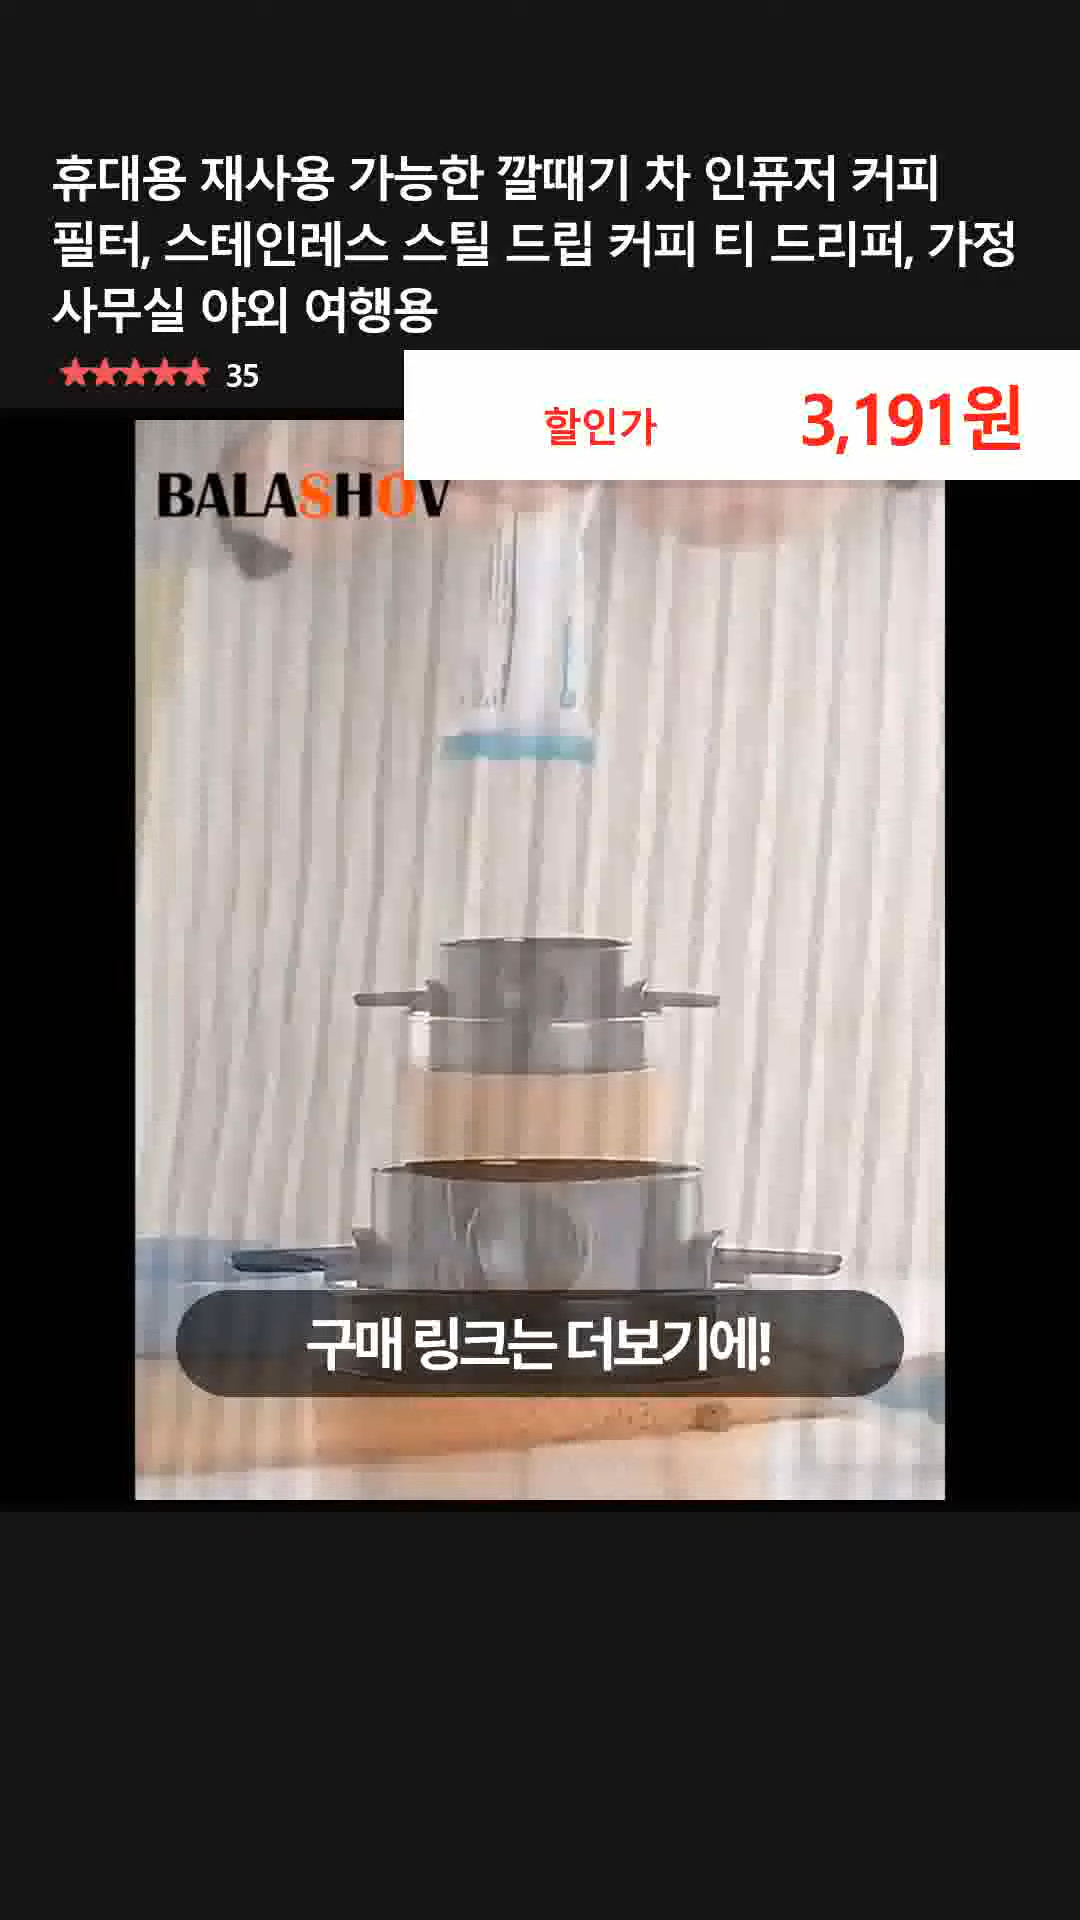 휴대용 재사용 가능한 깔때기 차 인퓨저 커피
필터, 스테인레스 스틸 드립 커피 티 드리퍼, 가정
사무실 야외 여행용
★★★★★ 35
할인가 3,191원
BALASHOV
구매 링크는 더보기에!